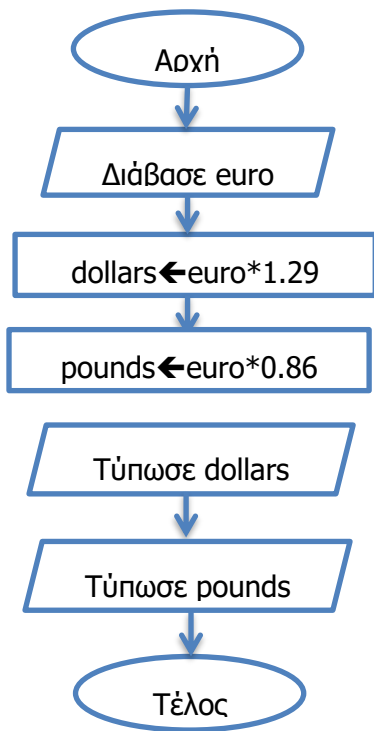 Αρχή
Διάβασε euro
dollars🡸euro*1.29
pounds🡸euro*0.86
Τύπωσε dollars
Τύπωσε pounds
Τέλος